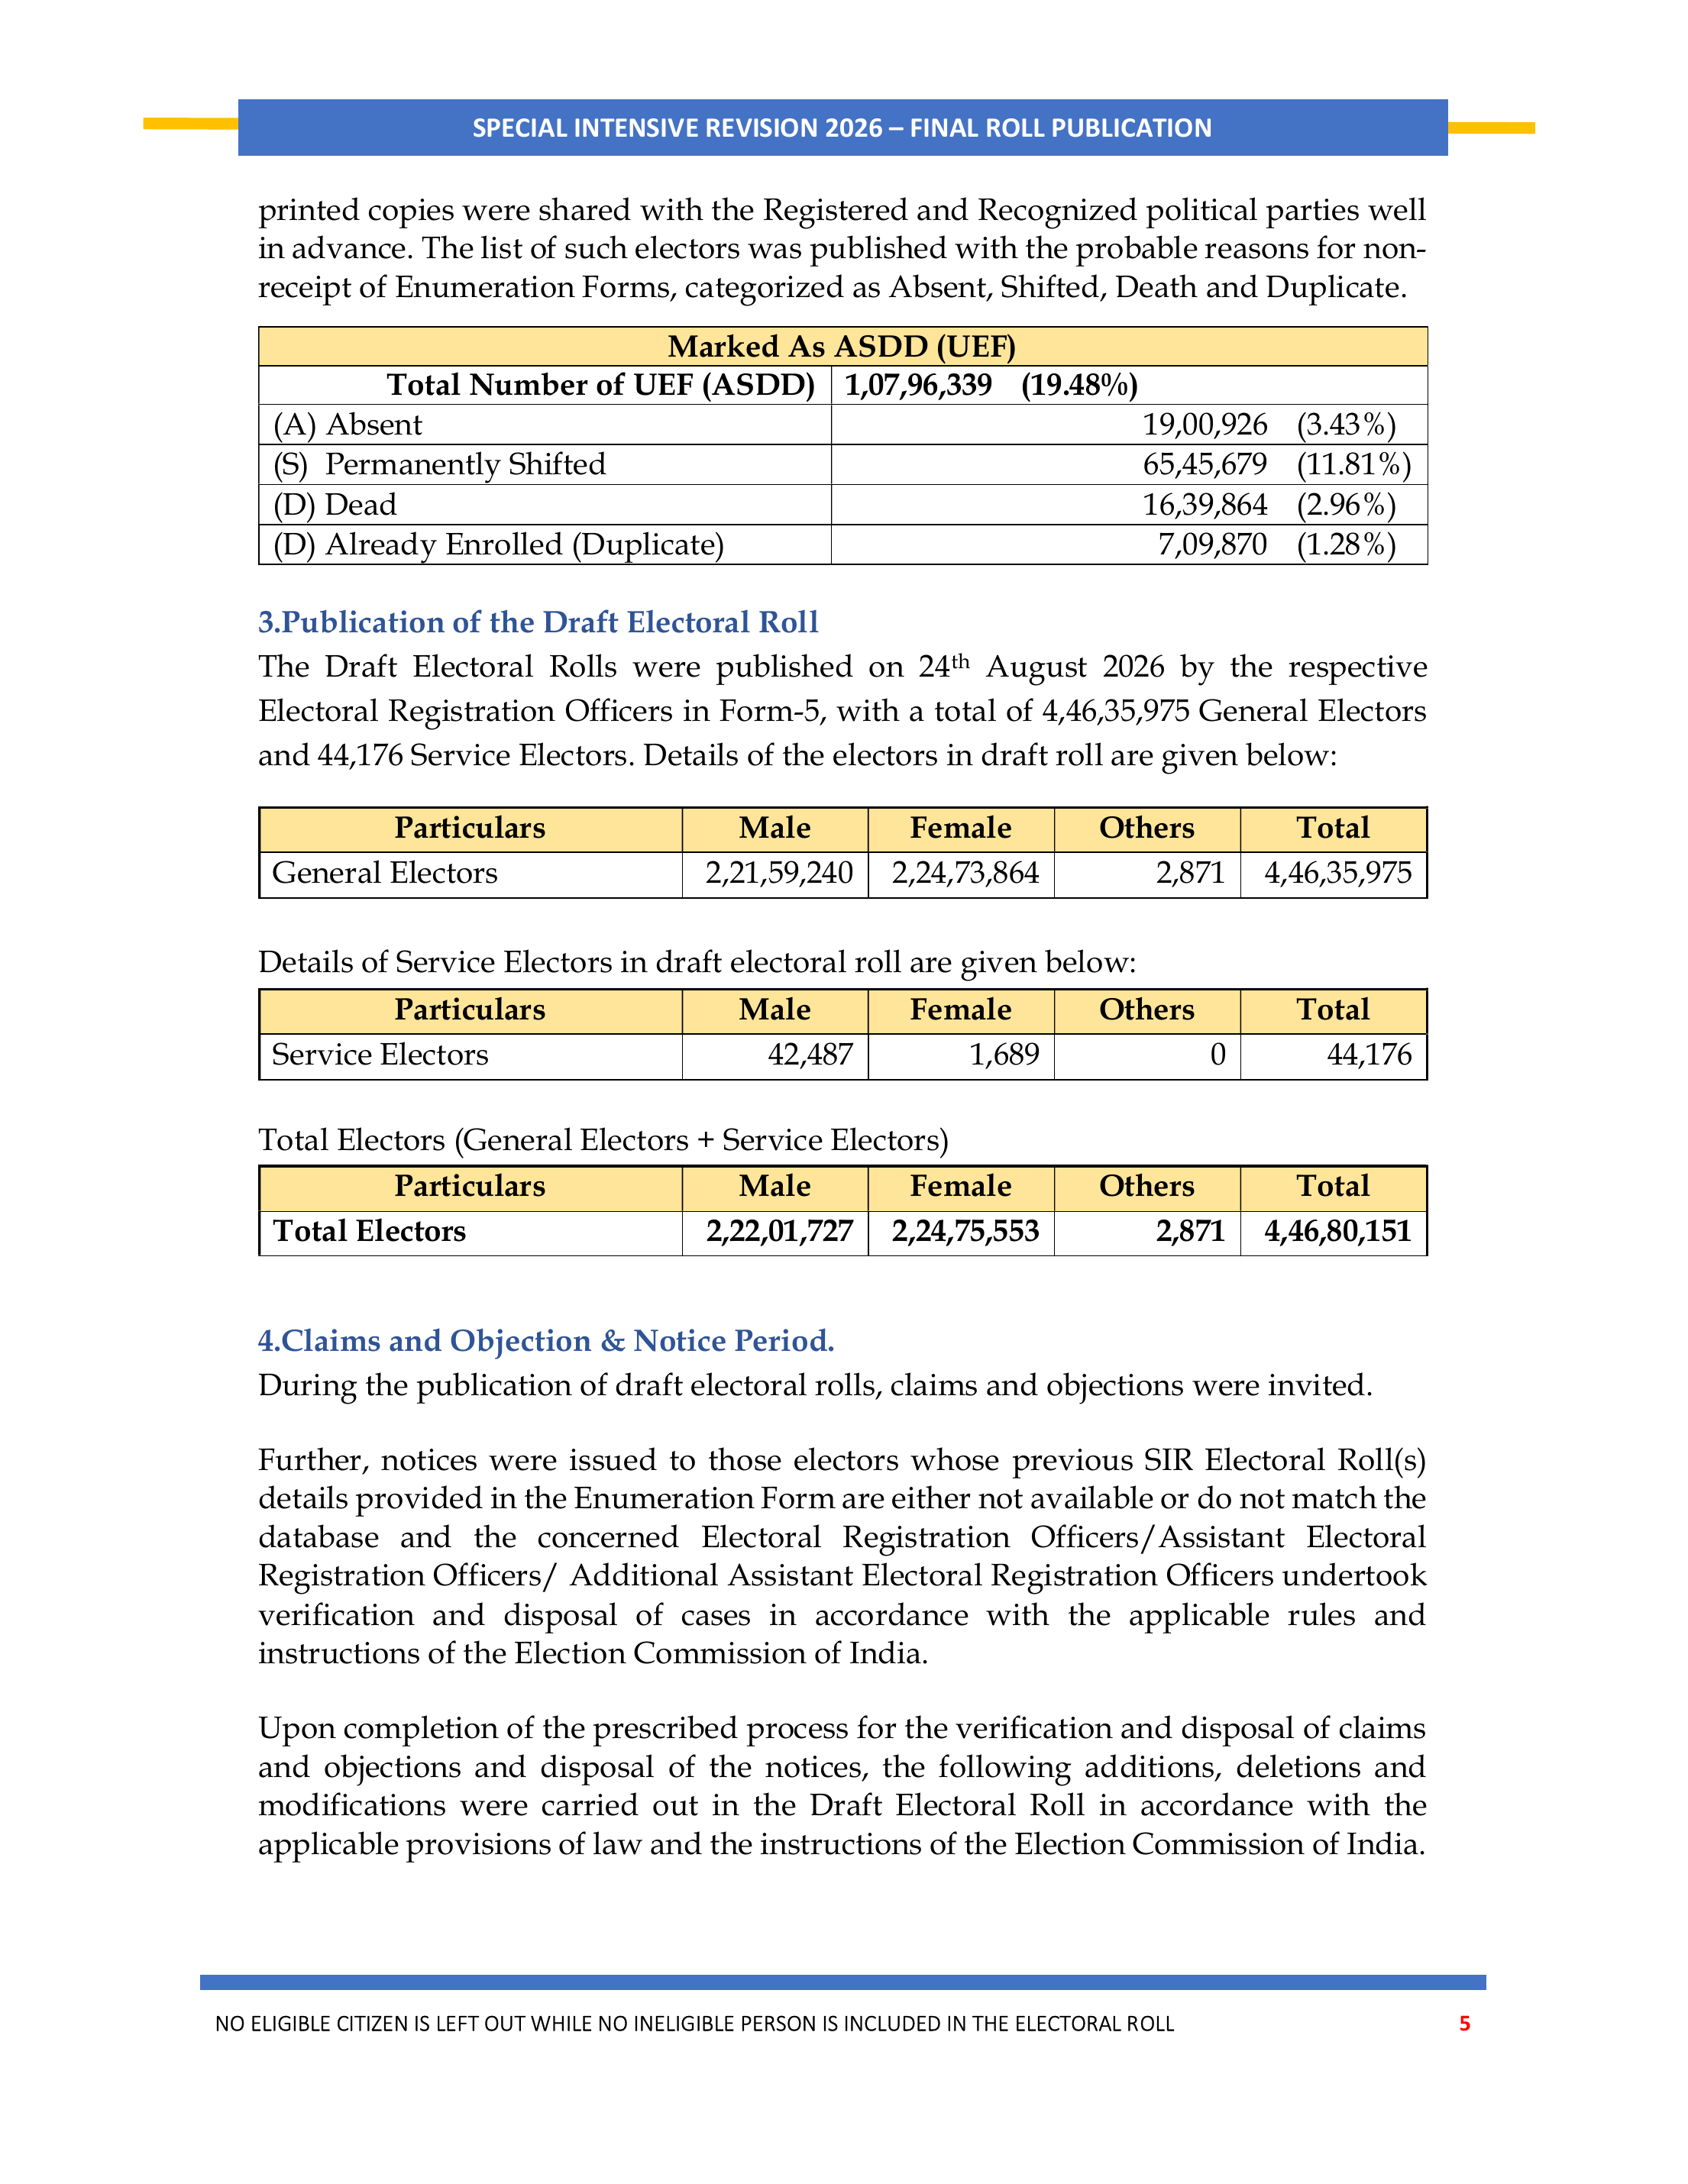 SPECIAL INTENSIVE REVISION 2026 – FINAL ROLL PUBLICATION
printed copies were shared with the Registered and Recognized political parties well
in advance. The list of such electors was published with the probable reasons for non-
receipt of Enumeration Forms, categorized as Absent, Shifted, Death and Duplicate.
Marked As ASDD (UEF)
Total Number of UEF (ASDD) 1,07,96,339 (19.48%)
(A) Absent 19,00,926 (3.43%)
(S) Permanently Shifted 65,45,679 (11.81%)
(D) Dead 16,39,864 (2.96%)
(D) Already Enrolled (Duplicate) 7,09,870 (1.28%)
3.Publication of the Draft Electoral Roll
The Draft Electoral Rolls were published on 24th August 2026 by the respective
Electoral Registration Officers in Form-5, with a total of 4,46,35,975 General Electors
and 44,176 Service Electors. Details of the electors in draft roll are given below:
Particulars Male Female Others Total
General Electors 2,21,59,240 2,24,73,864 2,871 4,46,35,975
Details of Service Electors in draft electoral roll are given below:
Particulars Male Female Others Total
Service Electors 42,487 1,689 0 44,176
Total Electors (General Electors + Service Electors)
Particulars Male Female Others Total
Total Electors 2,22,01,727 2,24,75,553 2,871 4,46,80,151
4.Claims and Objection & Notice Period.
During the publication of draft electoral rolls, claims and objections were invited.
Further, notices were issued to those electors whose previous SIR Electoral Roll(s)
details provided in the Enumeration Form are either not available or do not match the
database and the concerned Electoral Registration Officers/Assistant Electoral
Registration Officers/ Additional Assistant Electoral Registration Officers undertook
verification and disposal of cases in accordance with the applicable rules and
instructions of the Election Commission of India.
Upon completion of the prescribed process for the verification and disposal of claims
and objections and disposal of the notices, the following additions, deletions and
modifications were carried out in the Draft Electoral Roll in accordance with the
applicable provisions of law and the instructions of the Election Commission of India.
NO ELIGIBLE CITIZEN IS LEFT OUT WHILE NO INELIGIBLE PERSON IS INCLUDED IN THE ELECTORAL ROLL 5